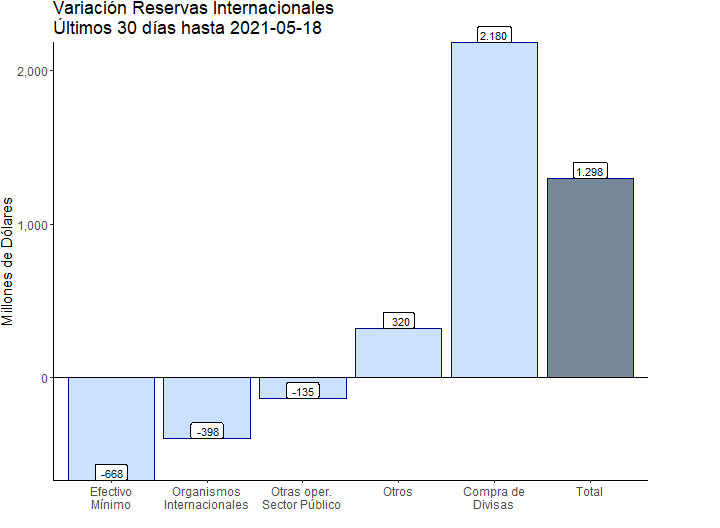 Variación Reservas Internacionales
Últimos 30 días hasta 2021-05-18
Millones de Dólares
2,000
1,000
0
-668
-398
-135
320
2.180
1.298
Efectivo
Mínimo
Organismos
Internacionales
Otras oper.
Sector Público
Otros
Compra de
Divisas
Total